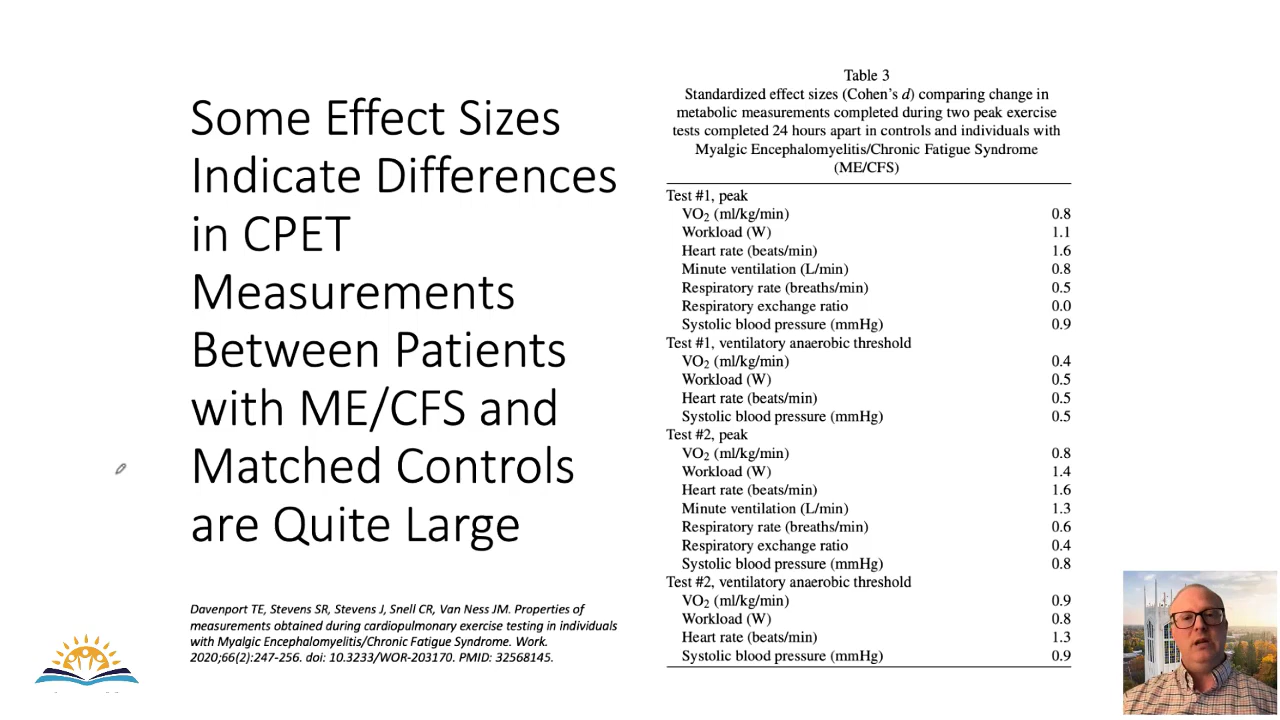 Some Effect Sizes
Indicate Differences
in CPET
Measurements
Between Patients
with ME/CFS and
Matched Controls
are Quite Large
Davenport TE, Stevens SR, Stevens J, Snell CR, Van Ness JM. Properties of
measurements obtained during cardiopulmonary exercise testing in individuals
with Myalgic Encephalomyelitis/Chronic Fatigue Syndrome. Work.
2020;66(2):247-256. doi: 10.3233/WOR-203170. PMID: 32568145.
Table 3
Standardized effect sizes (Cohen's d) comparing change in
metabolic measurements completed during two peak exercise
tests completed 24 hours apart in controls and individuals with
Myalgic Encephalomyelitis/Chronic Fatigue Syndrome
(ME/CFS)
Test #1, peak
VO₂ (ml/kg/min) 0.8
Workload (W) 1.1
Heart rate (beats/min) 1.6
Minute ventilation (L/min) 0.8
Respiratory rate (breaths/min) 0.5
Respiratory exchange ratio 0.0
Systolic blood pressure (mmHg) 0.9
Test #1, ventilatory anaerobic threshold
VO₂ (ml/kg/min) 0.4
Workload (W) 0.5
Heart rate (beats/min) 0.5
Systolic blood pressure (mmHg) 0.5
Test #2, peak
VO₂ (ml/kg/min) 0.8
Workload (W) 1.4
Heart rate (beats/min) 1.6
Minute ventilation (L/min) 1.3
Respiratory rate (breaths/min) 0.6
Respiratory exchange ratio 0.4
Systolic blood pressure (mmHg) 0.8
Test #2, ventilatory anaerobic threshold
VO₂ (ml/kg/min) 0.9
Workload (W) 0.8
Heart rate (beats/min) 1.3
Systolic blood pressure (mmHg) 0.9